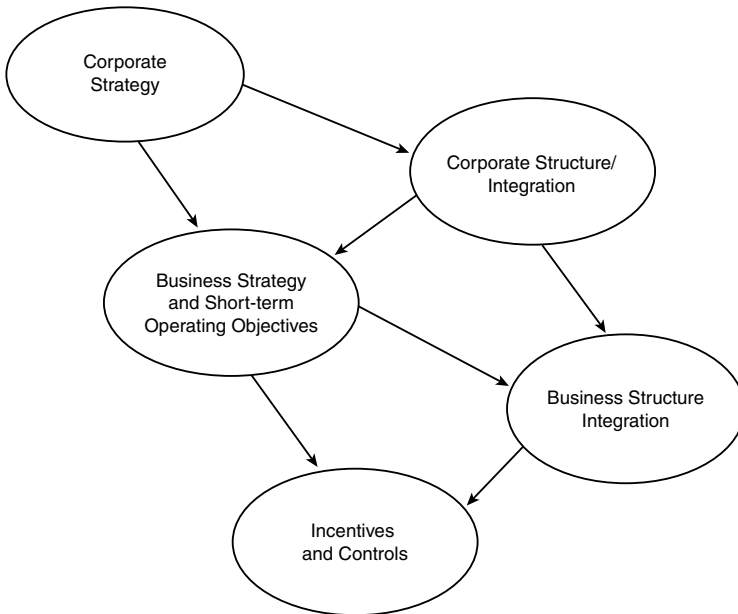 Corporate
Strategy
Corporate Structure/
Integration
Business Strategy
and Short-term
Operating Objectives
Business Structure
Integration
Incentives
and Controls